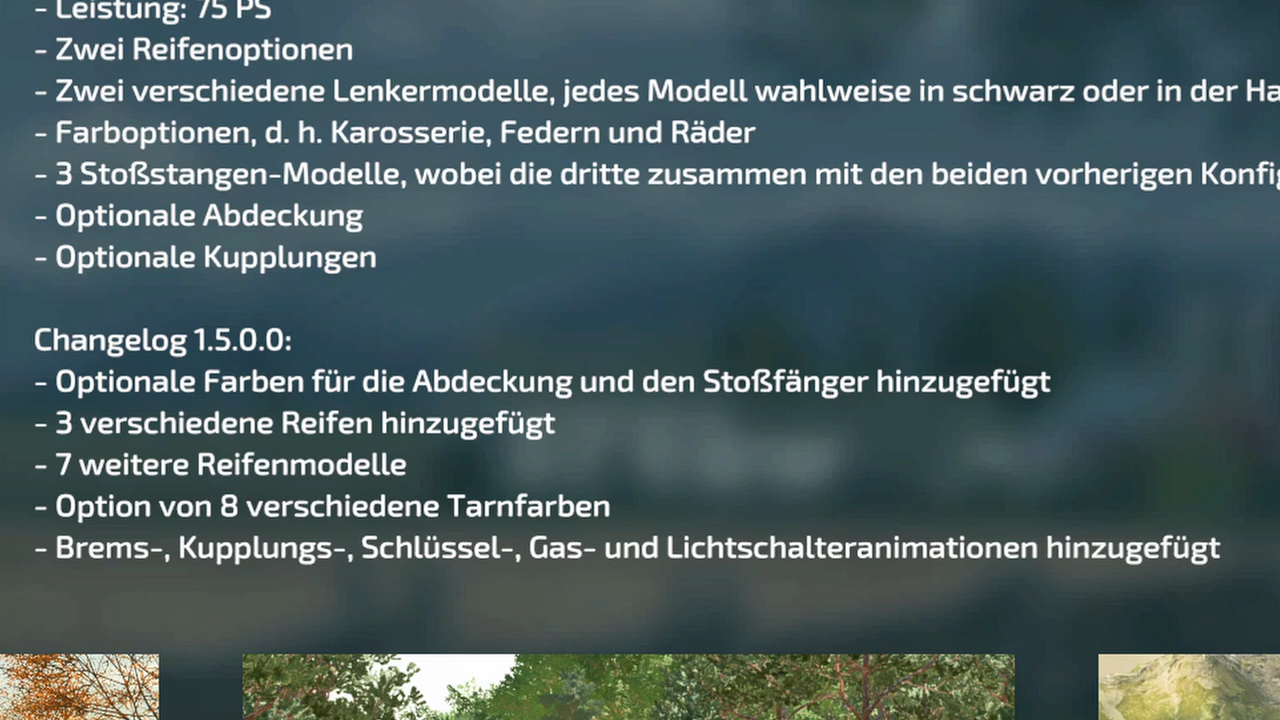 - Leistung: 75 PS
- Zwei Reifenoptionen
- Zwei verschiedene Lenkermodelle, jedes Modell wahlweise in schwarz oder in der
- Farboptionen, d. h. Karosserie, Federn und Räder
- 3 Stoßstangen-Modelle, wobei die dritte zusammen mit den beiden vorherigen
- Optionale Abdeckung
- Optionale Kupplungen
Changelog 1.5.0.0:
- Optionale Farben für die Abdeckung und den Stoßfänger hinzugefügt
- 3 verschiedene Reifen hinzugefügt
- 7 weitere Reifenmodelle
- Option von 8 verschiedene Tarnfarben
- Brems-, Kupplungs-, Schlüssel-, Gas- und Lichtschalteranimationen hinzugefügt